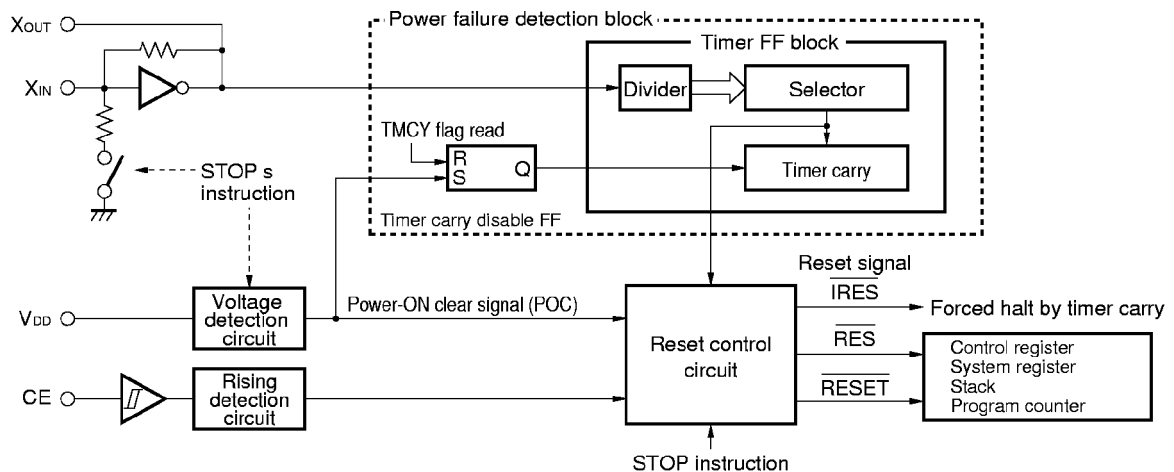 XOUT
XIN
Power failure detection block
Timer FF block
Divider
Selector
TMCY flag read
R
S
Q
Timer carry
STOP s
instruction
Timer carry disable FF
VDD
Voltage
detection
circuit
Power-ON clear signal (POC)
Reset control
circuit
Reset signal
IRES
Forced halt by timer carry
RES
RESET
Control register
System register
Stack
Program counter
CE
Rising
detection
circuit
STOP instruction